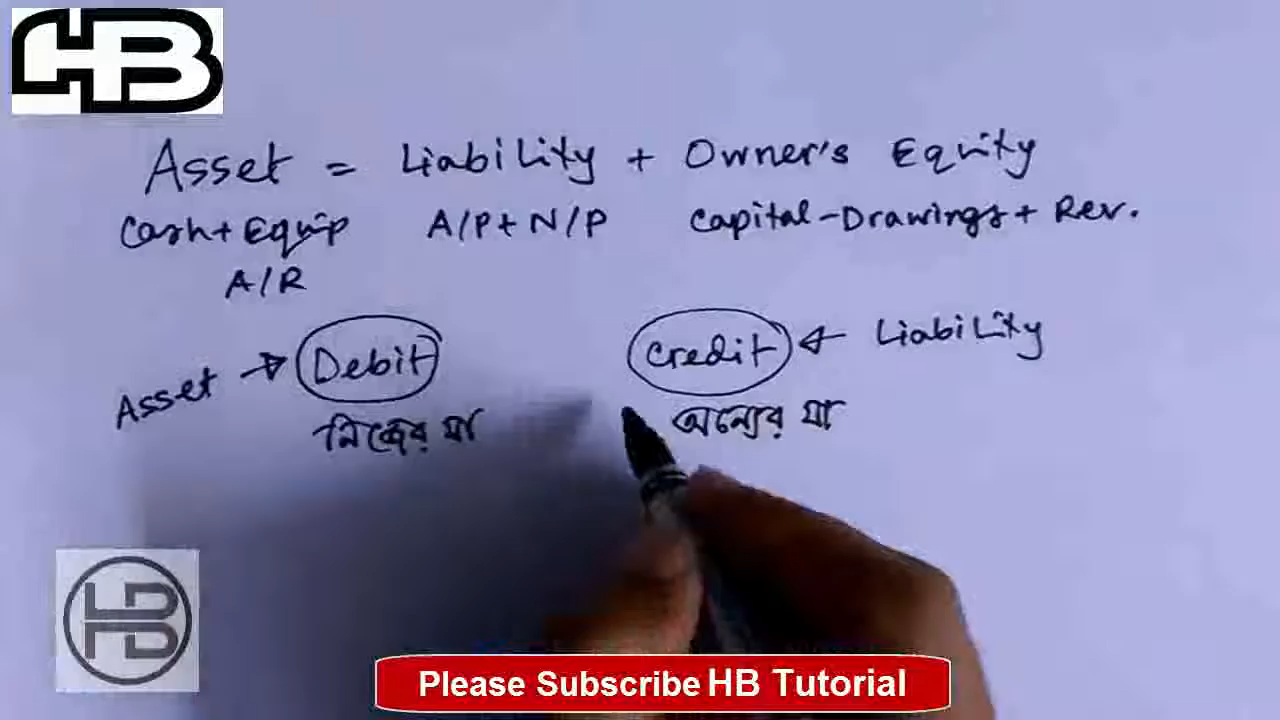 HB
Asset = Liability + Owner's Equity
Cash + Equip A/P + N/P Capital - Drawings + Rev.
A/R
Asset → Debit Credit ← Liability
নিজের যা অন্যের যা
HB
Please Subscribe HB Tutorial